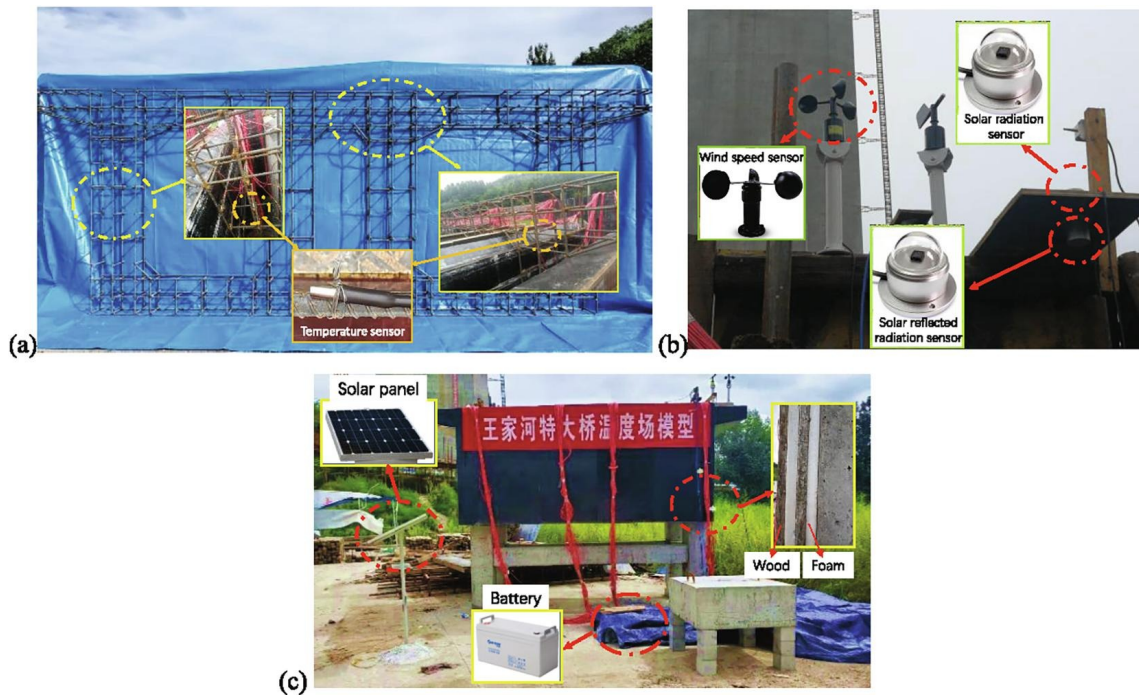 (a)
Temperature sensor
(b)
Wind speed sensor
Solar radiation
sensor
Solar reflected
radiation sensor
(c)
Solar panel
王家河特大桥温度场模型
Battery
Wood
Foam